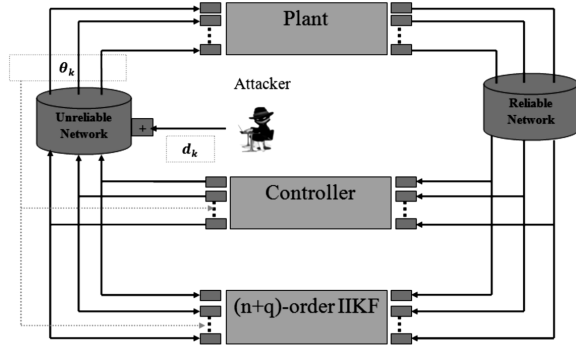 Plant
θk
Attacker
Unreliable
Network
+
dk
Reliable
Network
Controller
(n+q)-order IIKF